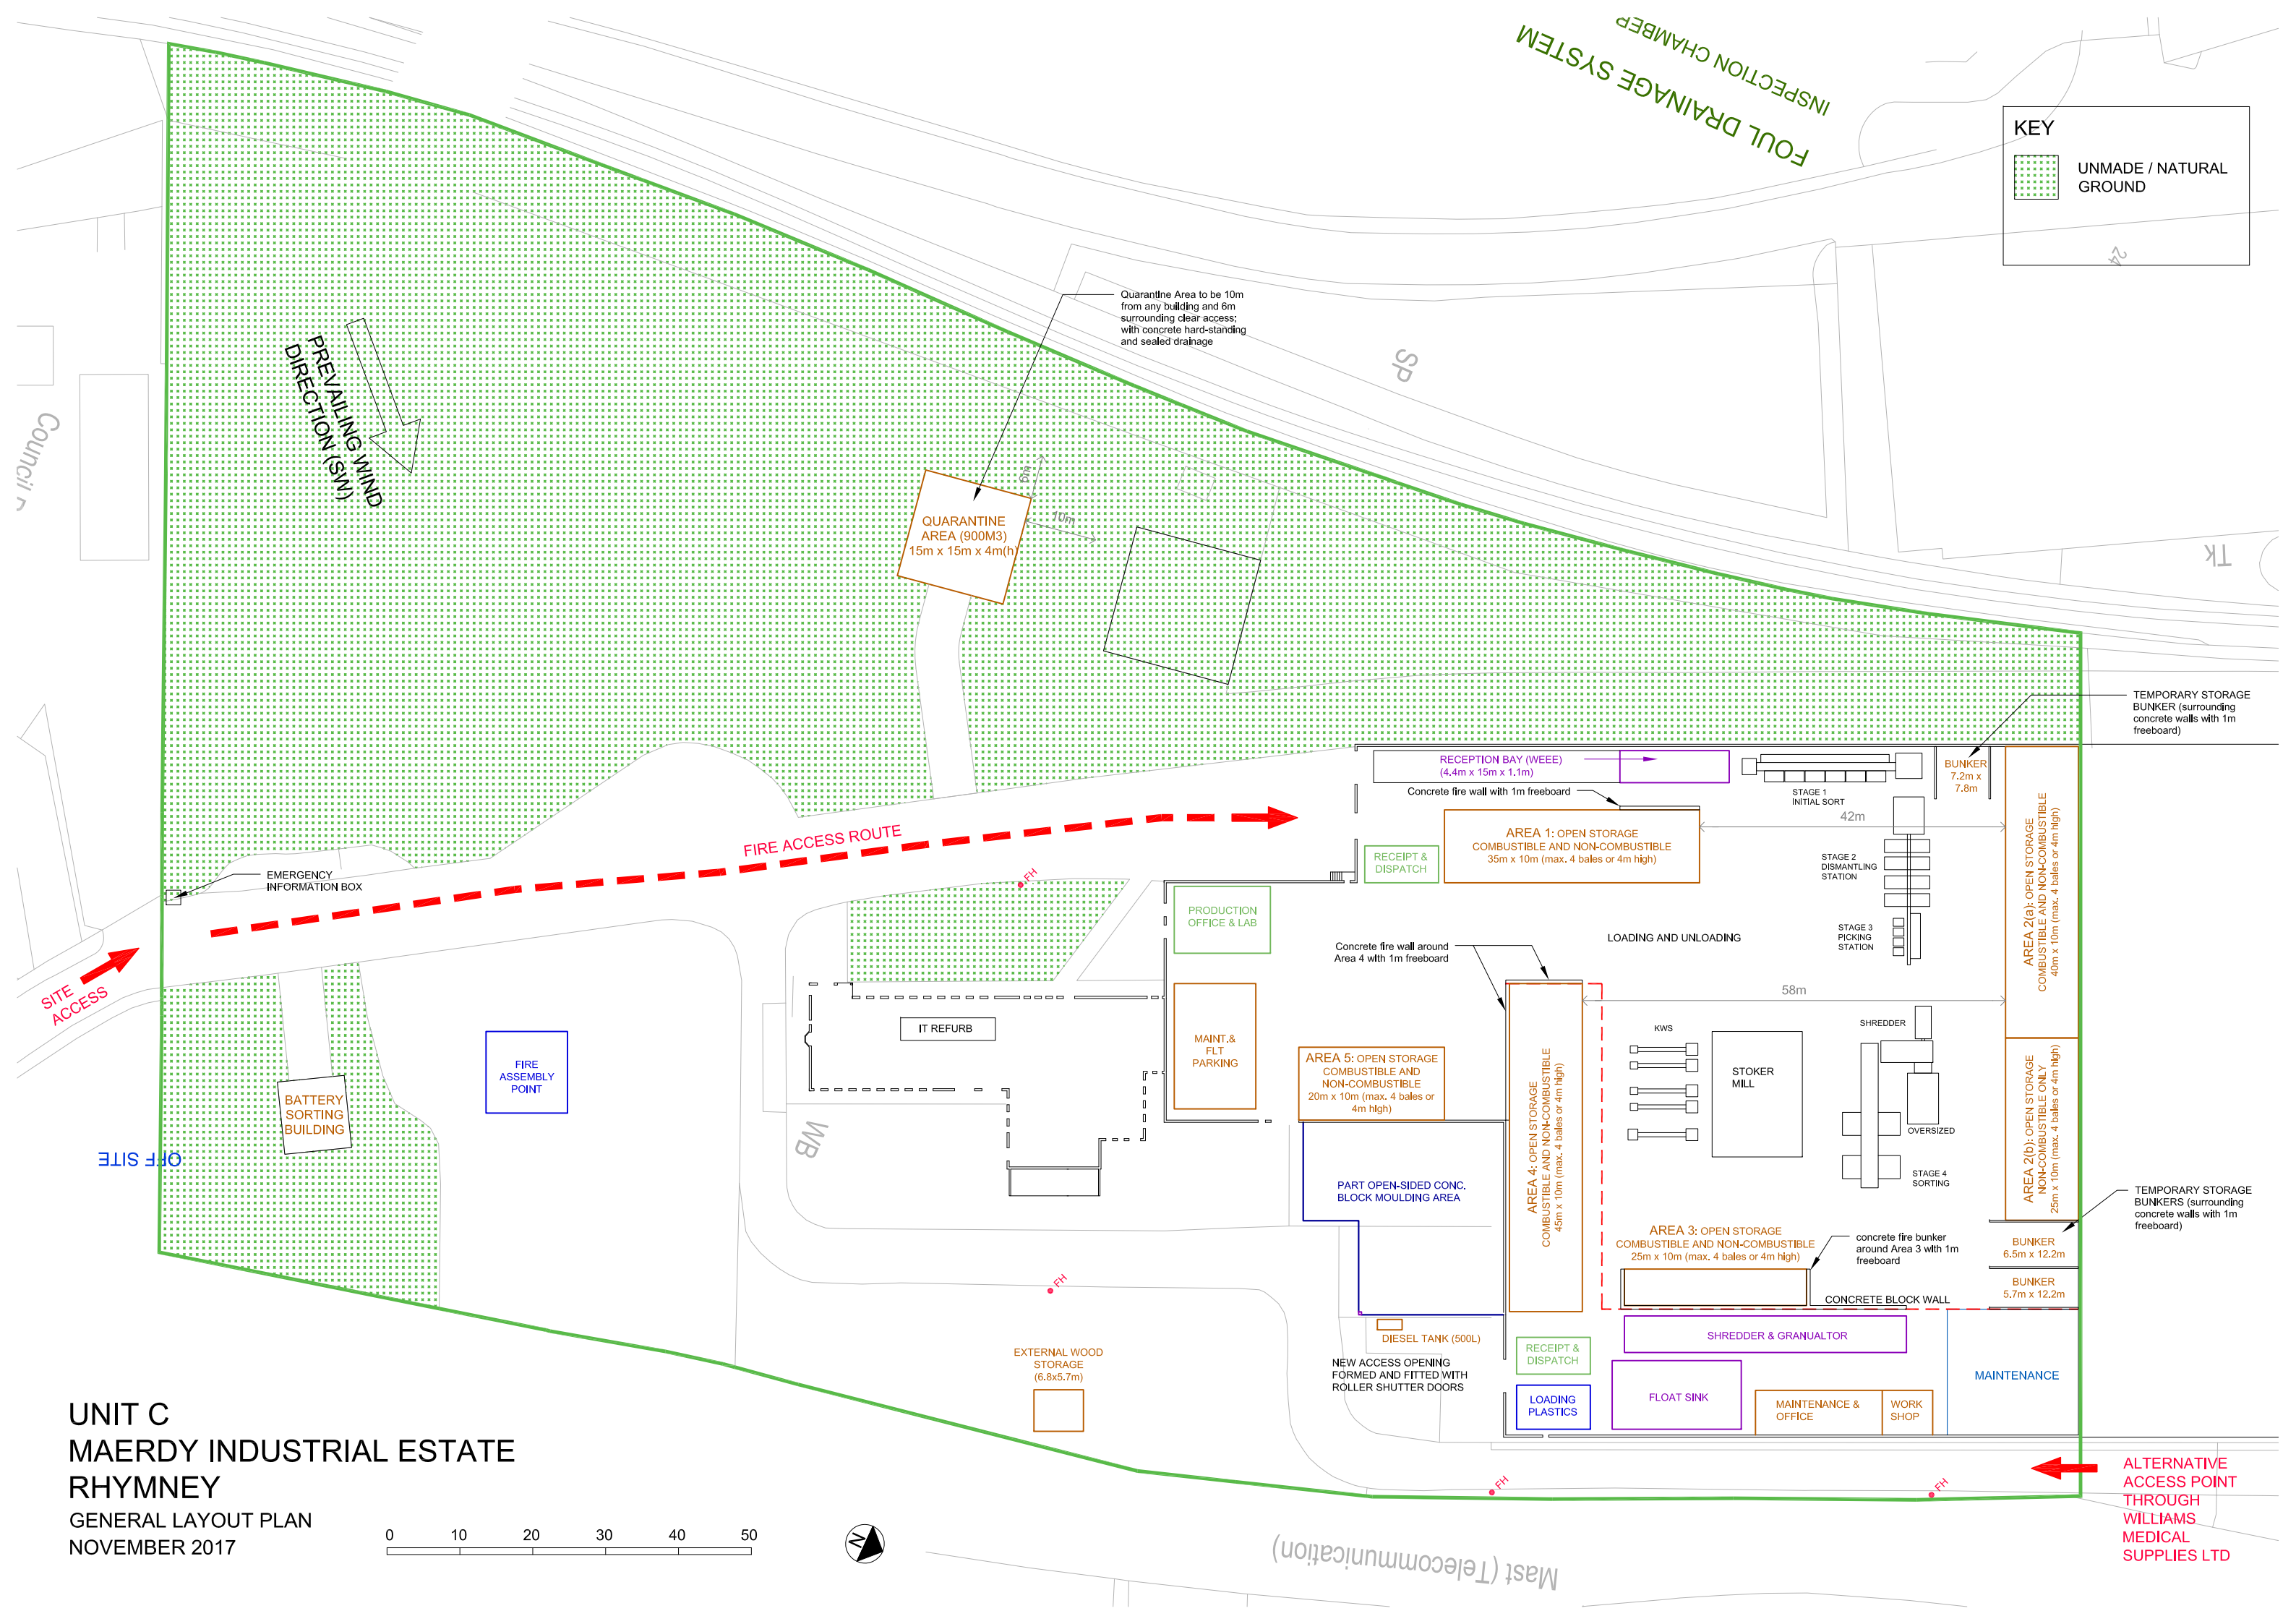 FOUL DRAINAGE SYSTEM
INSPECTION CHAMBER
KEY
UNMADE / NATURAL
GROUND
24
SP
Tk
Council
PREVAILING WIND
DIRECTION (SW)
Quarantine Area to be 10m
from any building and 6m
surrounding clear access;
with concrete hard-standing
and sealed drainage
6m
10m
QUARANTINE
AREA (900M3)
15m x 15m x 4m(h)
TEMPORARY STORAGE
BUNKER (surrounding
concrete walls with 1m
freeboard)
RECEPTION BAY (WEEE)
(4.4m x 15m x 1.1m)
Concrete fire wall with 1m freeboard
STAGE 1
INITIAL SORT
BUNKER
7.2m x
7.8m
AREA 1: OPEN STORAGE
COMBUSTIBLE AND NON-COMBUSTIBLE
35m x 10m (max. 4 bales or 4m high)
42m
RECEIPT &
DISPATCH
STAGE 2
DISMANTLING
STATION
AREA 2(a): OPEN STORAGE
COMBUSTIBLE AND NON-COMBUSTIBLE
40m x 10m (max. 4 bales or 4m high)
FIRE ACCESS ROUTE
FH
EMERGENCY
INFORMATION BOX
PRODUCTION
OFFICE & LAB
STAGE 3
PICKING
STATION
LOADING AND UNLOADING
Concrete fire wall around
Area 4 with 1m freeboard
58m
SITE
ACCESS
IT REFURB
MAINT.&
FLT
PARKING
KWS
SHREDDER
STOKER
MILL
FIRE
ASSEMBLY
POINT
AREA 5: OPEN STORAGE
COMBUSTIBLE AND
NON-COMBUSTIBLE
20m x 10m (max. 4 bales or
4m high)
AREA 4: OPEN STORAGE
COMBUSTIBLE AND NON-COMBUSTIBLE
45m x 10m (max. 4 bales or 4m high)
AREA 2(b): OPEN STORAGE
NON-COMBUSTIBLE ONLY
25m x 10m (max. 4 bales or 4m high)
BATTERY
SORTING
BUILDING
OVERSIZED
OFF SITE
WB
STAGE 4
SORTING
PART OPEN-SIDED CONC.
BLOCK MOULDING AREA
TEMPORARY STORAGE
BUNKERS (surrounding
concrete walls with 1m
freeboard)
AREA 3: OPEN STORAGE
COMBUSTIBLE AND NON-COMBUSTIBLE
25m x 10m (max. 4 bales or 4m high)
concrete fire bunker
around Area 3 with 1m
freeboard
BUNKER
6.5m x 12.2m
BUNKER
5.7m x 12.2m
FH
CONCRETE BLOCK WALL
DIESEL TANK (500L)
SHREDDER & GRANUALTOR
EXTERNAL WOOD
STORAGE
(6.8x5.7m)
RECEIPT &
DISPATCH
NEW ACCESS OPENING
FORMED AND FITTED WITH
ROLLER SHUTTER DOORS
MAINTENANCE
LOADING
PLASTICS
FLOAT SINK
MAINTENANCE &
OFFICE
WORK
SHOP
FH
FH
ALTERNATIVE
ACCESS POINT
THROUGH
WILLIAMS
MEDICAL
SUPPLIES LTD
UNIT C
MAERDY INDUSTRIAL ESTATE
RHYMNEY
GENERAL LAYOUT PLAN
NOVEMBER 2017
0 10 20 30 40 50
N
Mast (Telecommunication)